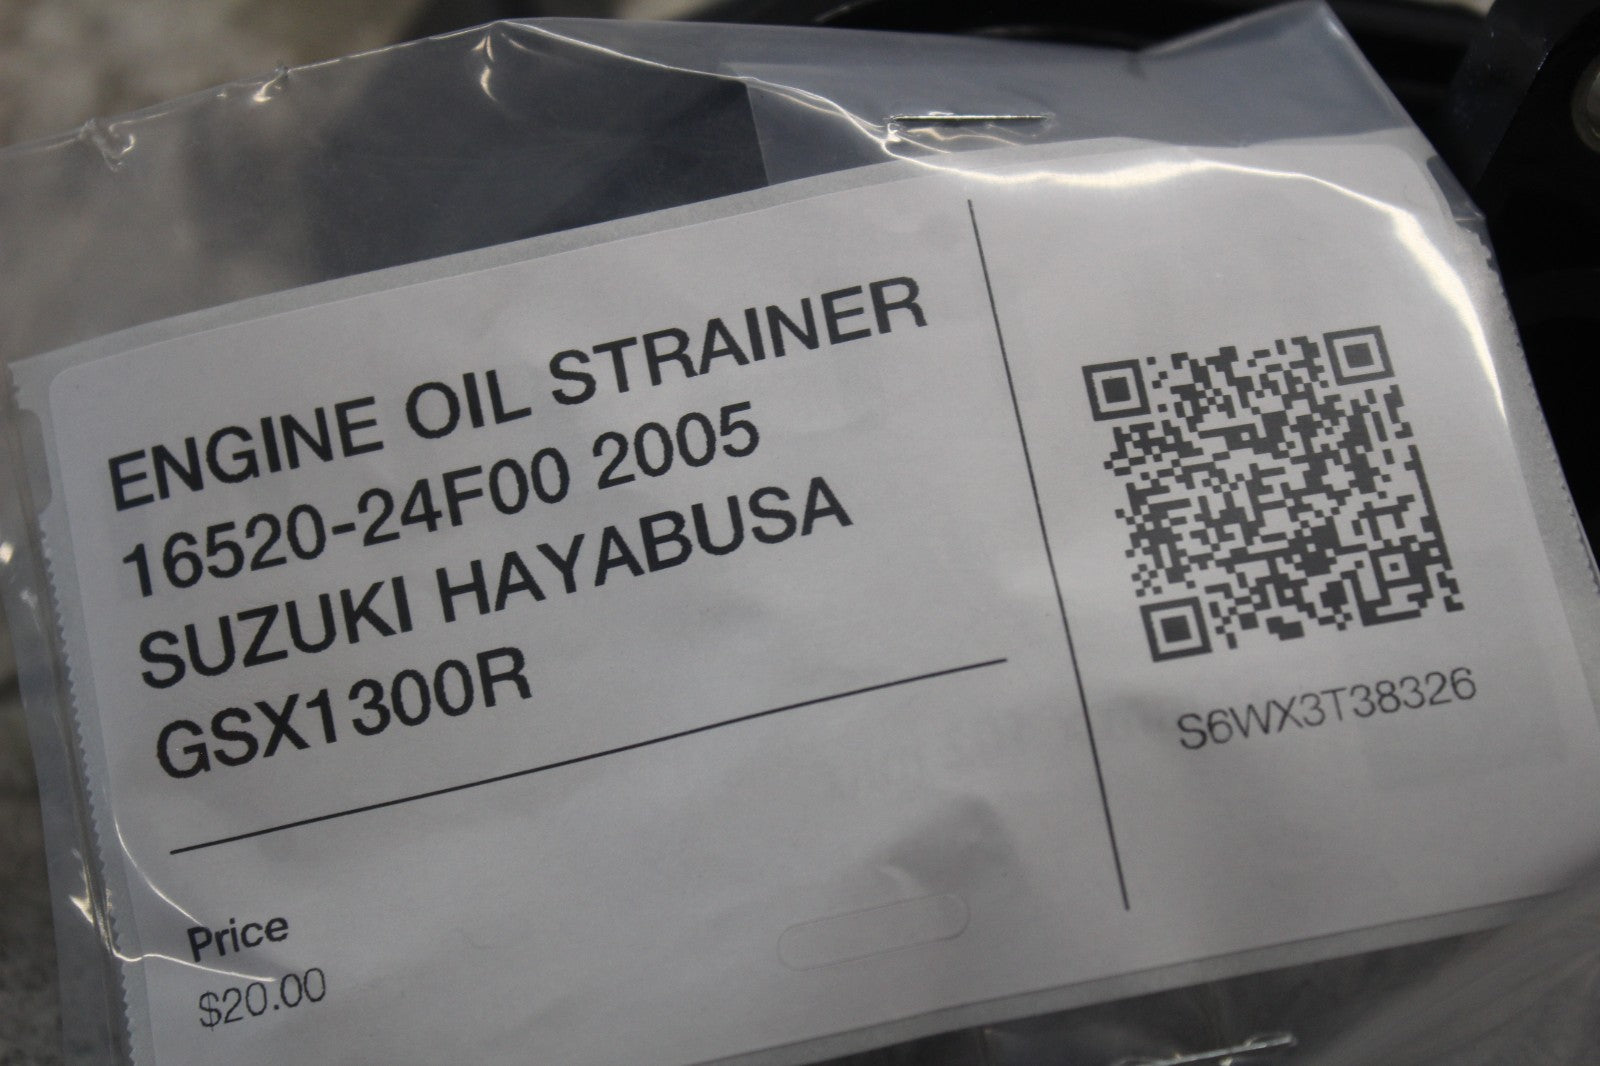 ENGINE OIL STRAINER
16520-24F00 2005
SUZUKI HAYABUSA
GSX1300R
Price
$20.00
S6WX3T38326